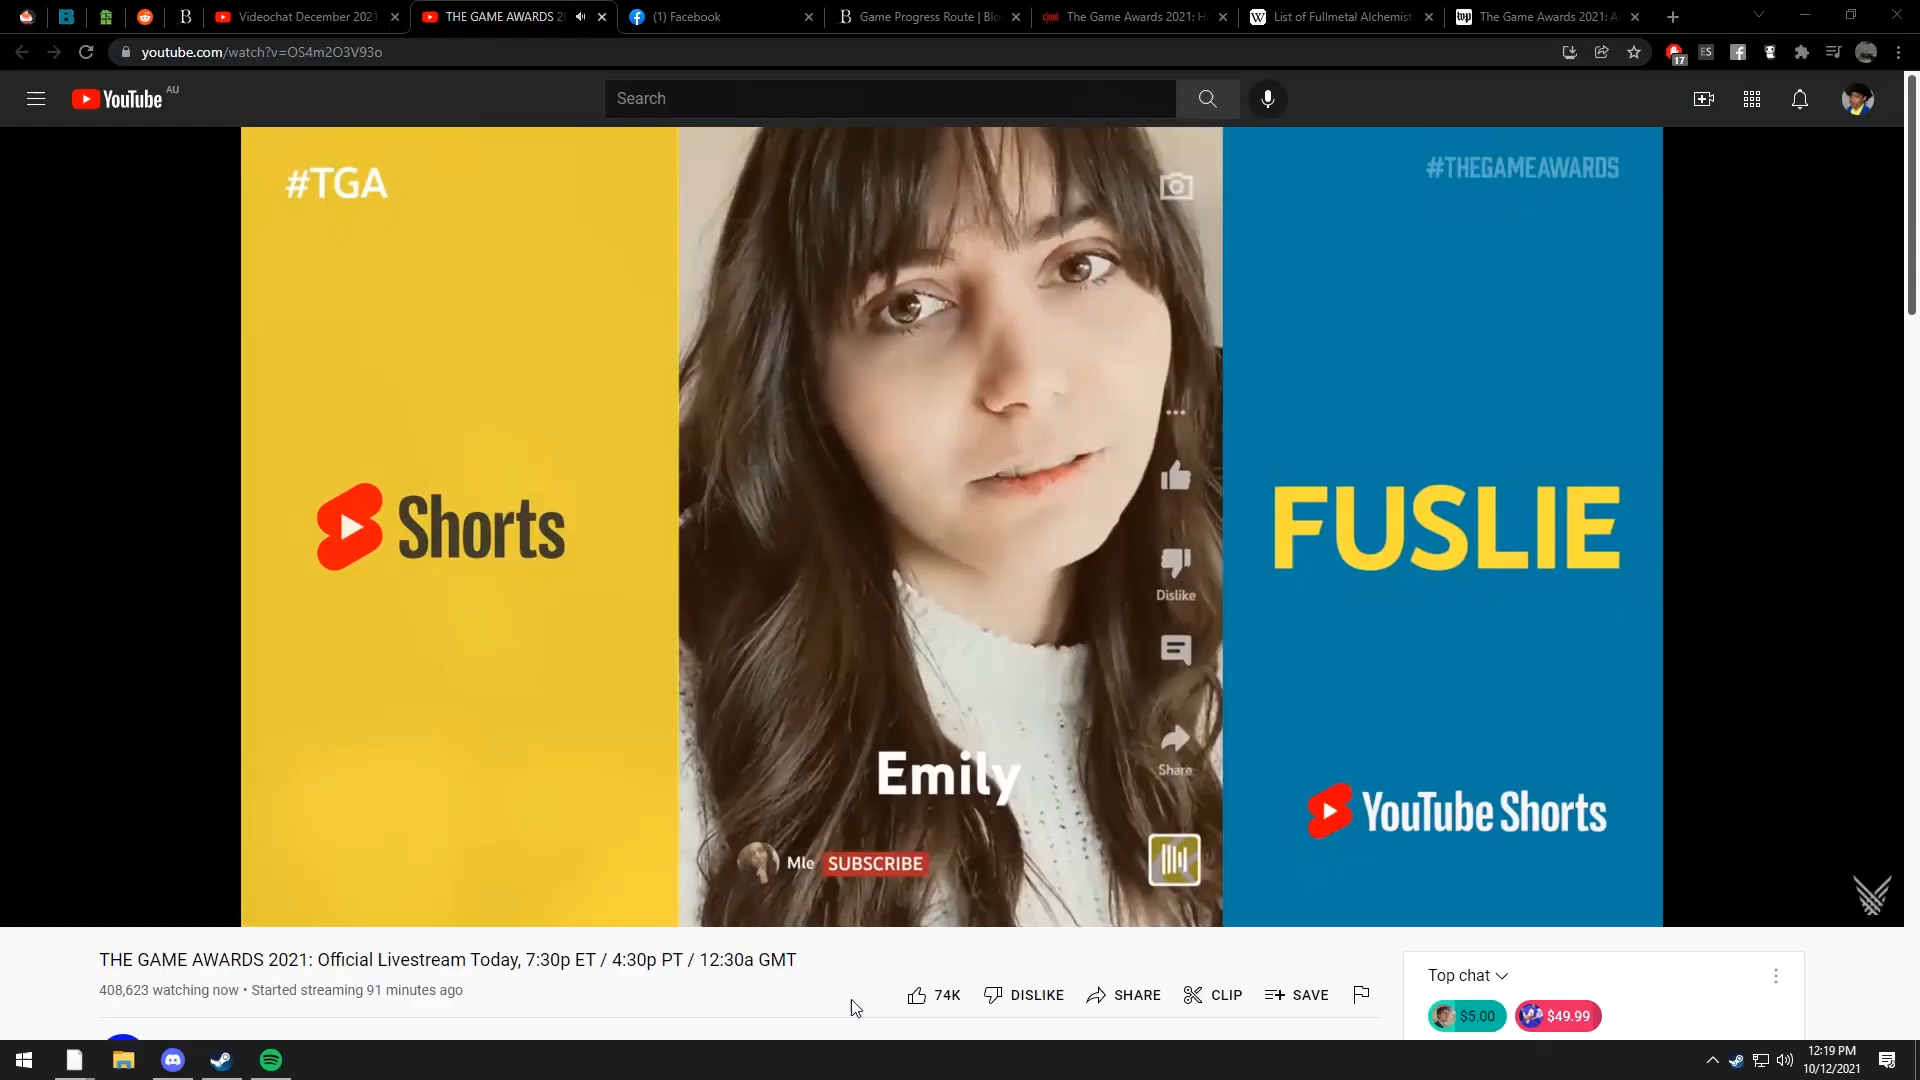 Videochat December 2021
THE GAME AWARDS 2
(1) Facebook
B Game Progress Route | Blo
c|net The Game Awards 2021: H
W List of Fullmetal Alchemist
wp The Game Awards 2021: A
youtube.com/watch?v=OS4m2O3V93o
17
ES
YouTube AU
Search
#TGA
#THEGAMEAWARDS
Shorts
FUSLIE
Dislike
Share
Emily
Mle SUBSCRIBE
YouTube Shorts
THE GAME AWARDS 2021: Official Livestream Today, 7:30p ET / 4:30p PT / 12:30a GMT
408,623 watching now • Started streaming 91 minutes ago
74K DISLIKE SHARE CLIP SAVE
Top chat
$5.00 $49.99
12:19 PM
10/12/2021